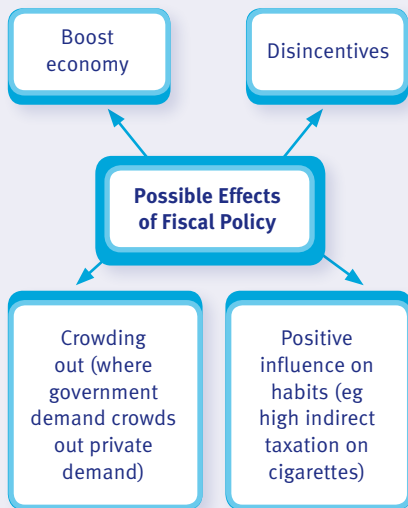 Boost
economy
Disincentives
Possible Effects
of Fiscal Policy
Crowding
out (where
government
demand crowds
out private
demand)
Positive
influence on
habits (eg
high indirect
taxation on
cigarettes)